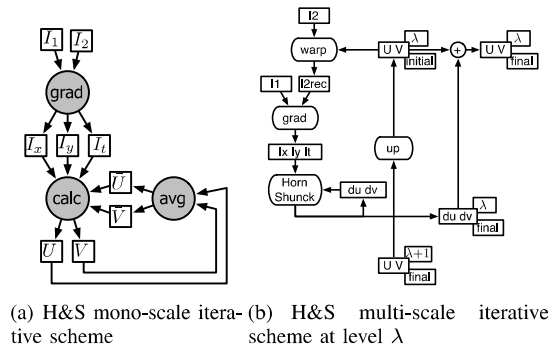 I1 I2
grad
Ix Iy It
calc
Ū
V̄
avg
U V
I2
warp
U V
λ
initial
+
U V
λ
final
I1
I2rec
grad
Ix Iy It
up
Horn
Shunck
du dv
du dv
λ
final
λ+1
U V
final
(a) H&S mono-scale itera-
tive scheme
(b) H&S multi-scale iterative
scheme at level λ